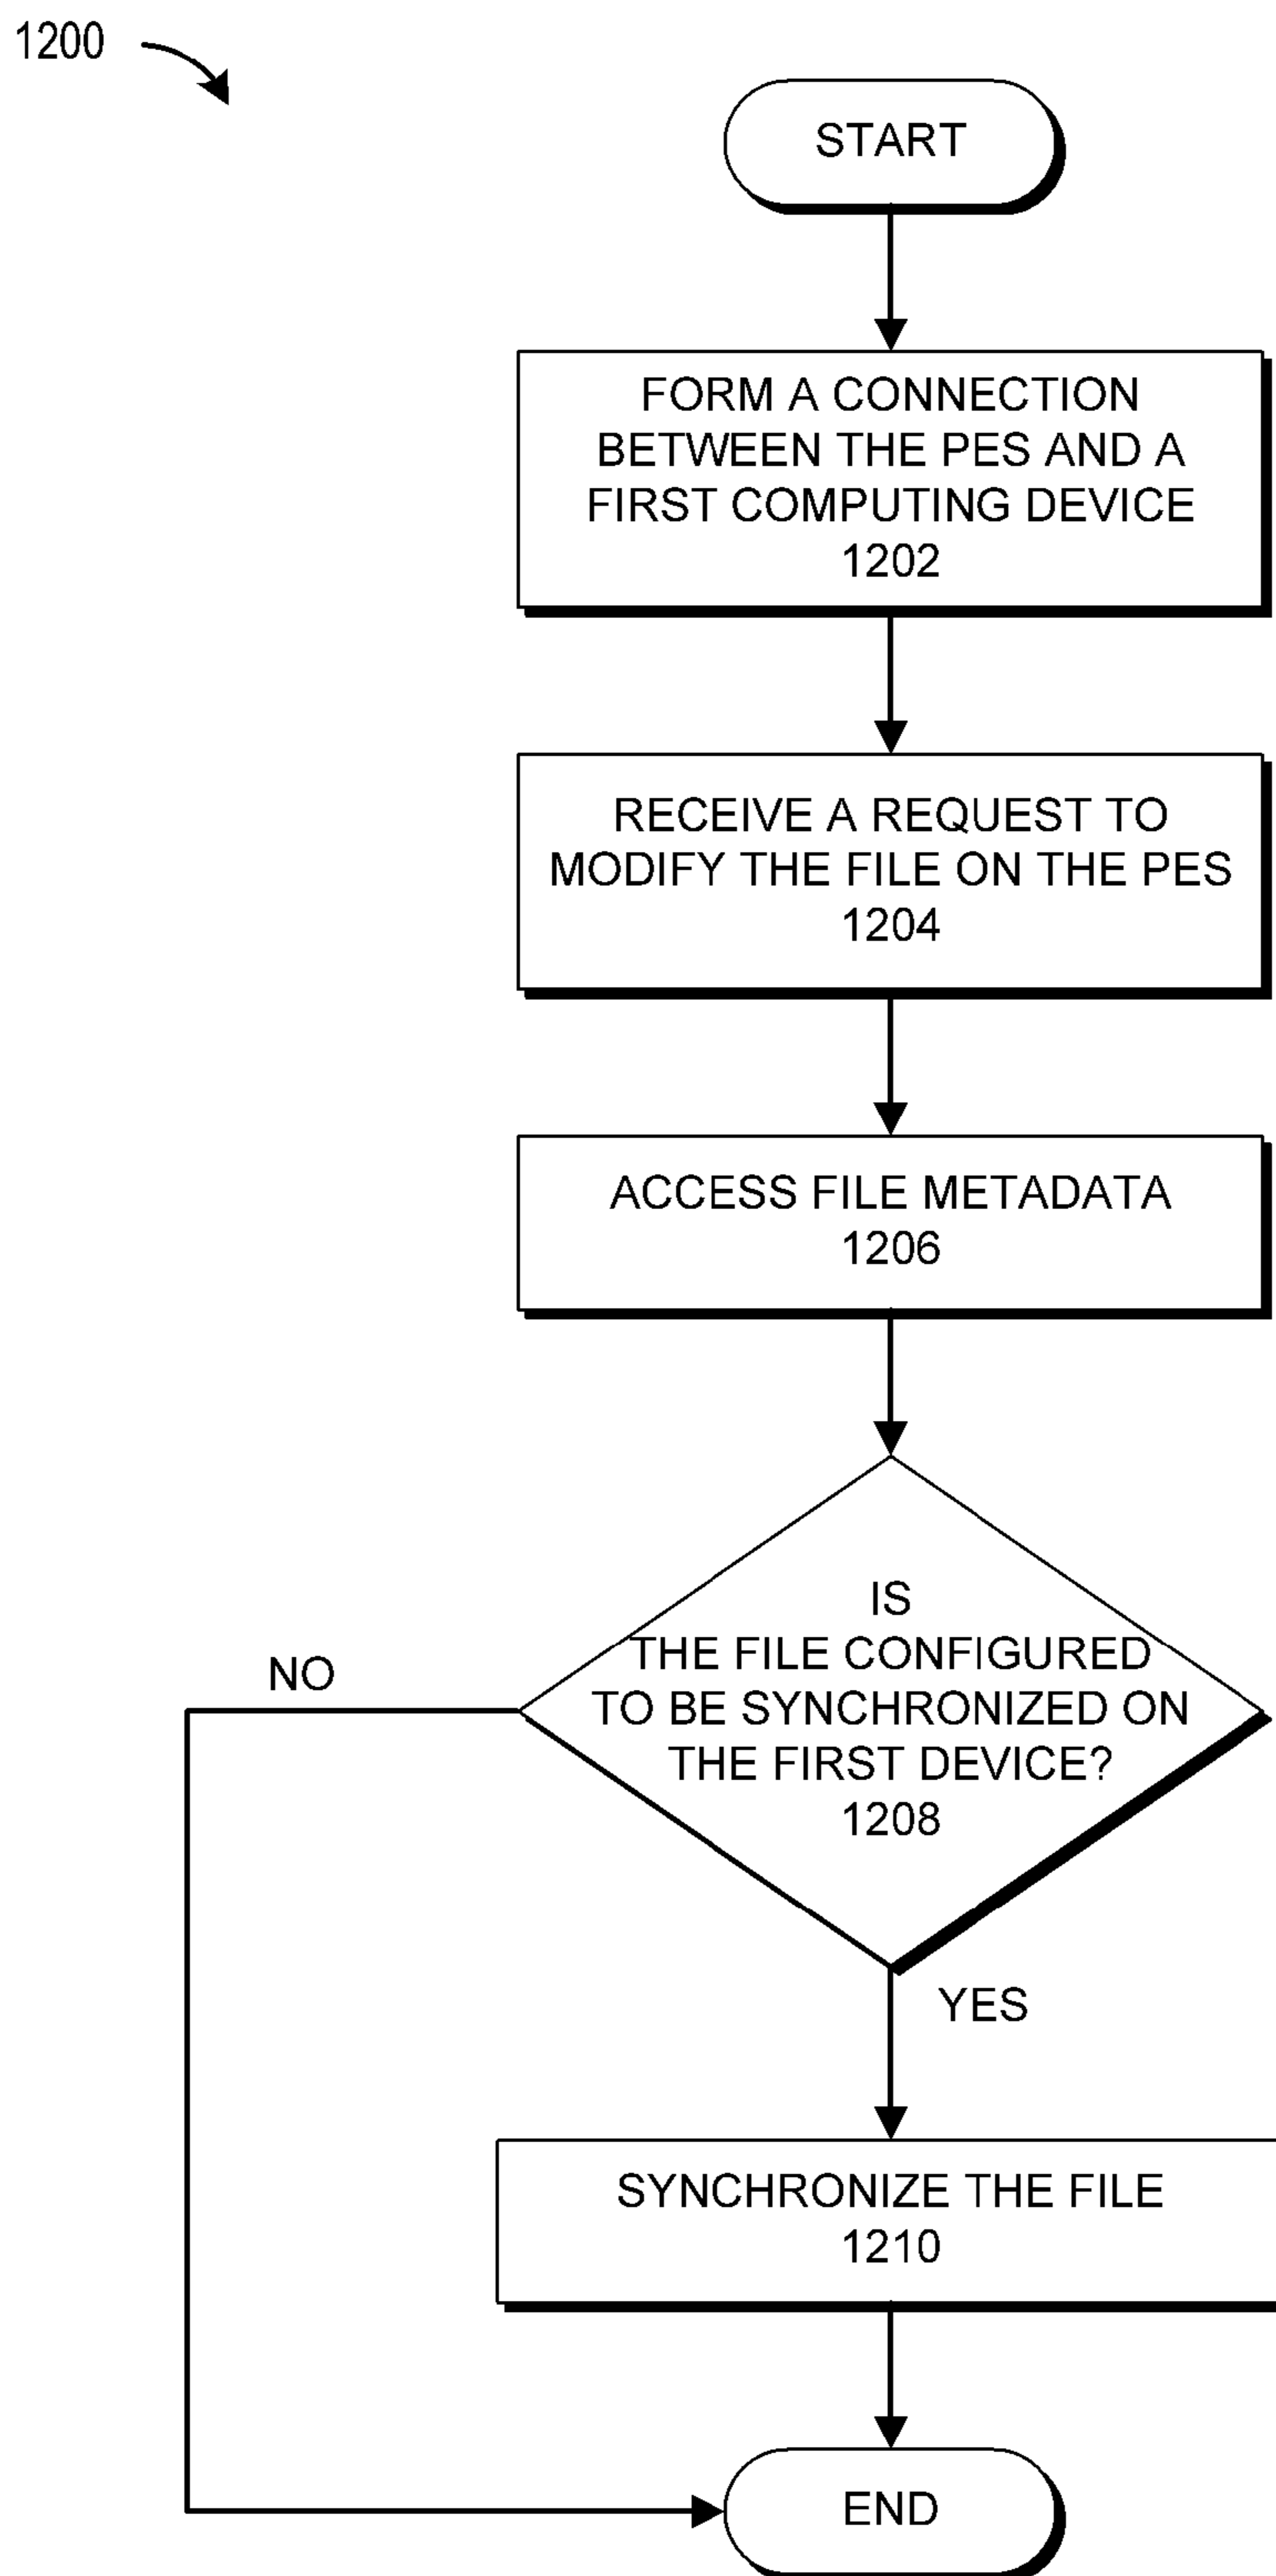 1200
START
FORM A CONNECTION
BETWEEN THE PES AND A
FIRST COMPUTING DEVICE
1202
RECEIVE A REQUEST TO
MODIFY THE FILE ON THE PES
1204
ACCESS FILE METADATA
1206
IS
THE FILE CONFIGURED
TO BE SYNCHRONIZED ON
THE FIRST DEVICE?
1208
NO
YES
SYNCHRONIZE THE FILE
1210
END